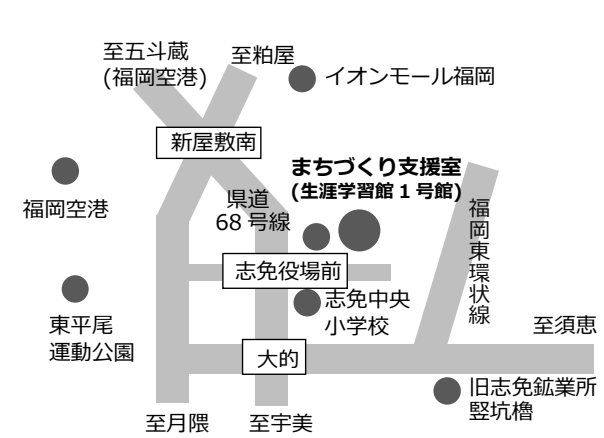 至五斗蔵
(福岡空港)
至粕屋
イオンモール福岡
新屋敷南
まちづくり支援室
(生涯学習館１号館)
福岡空港
県道
68 号線
福岡東環状線
志免役場前
志免中央
小学校
東平尾
運動公園
至須恵
大的
旧志免鉱業所
竪坑櫓
至月隈
至宇美